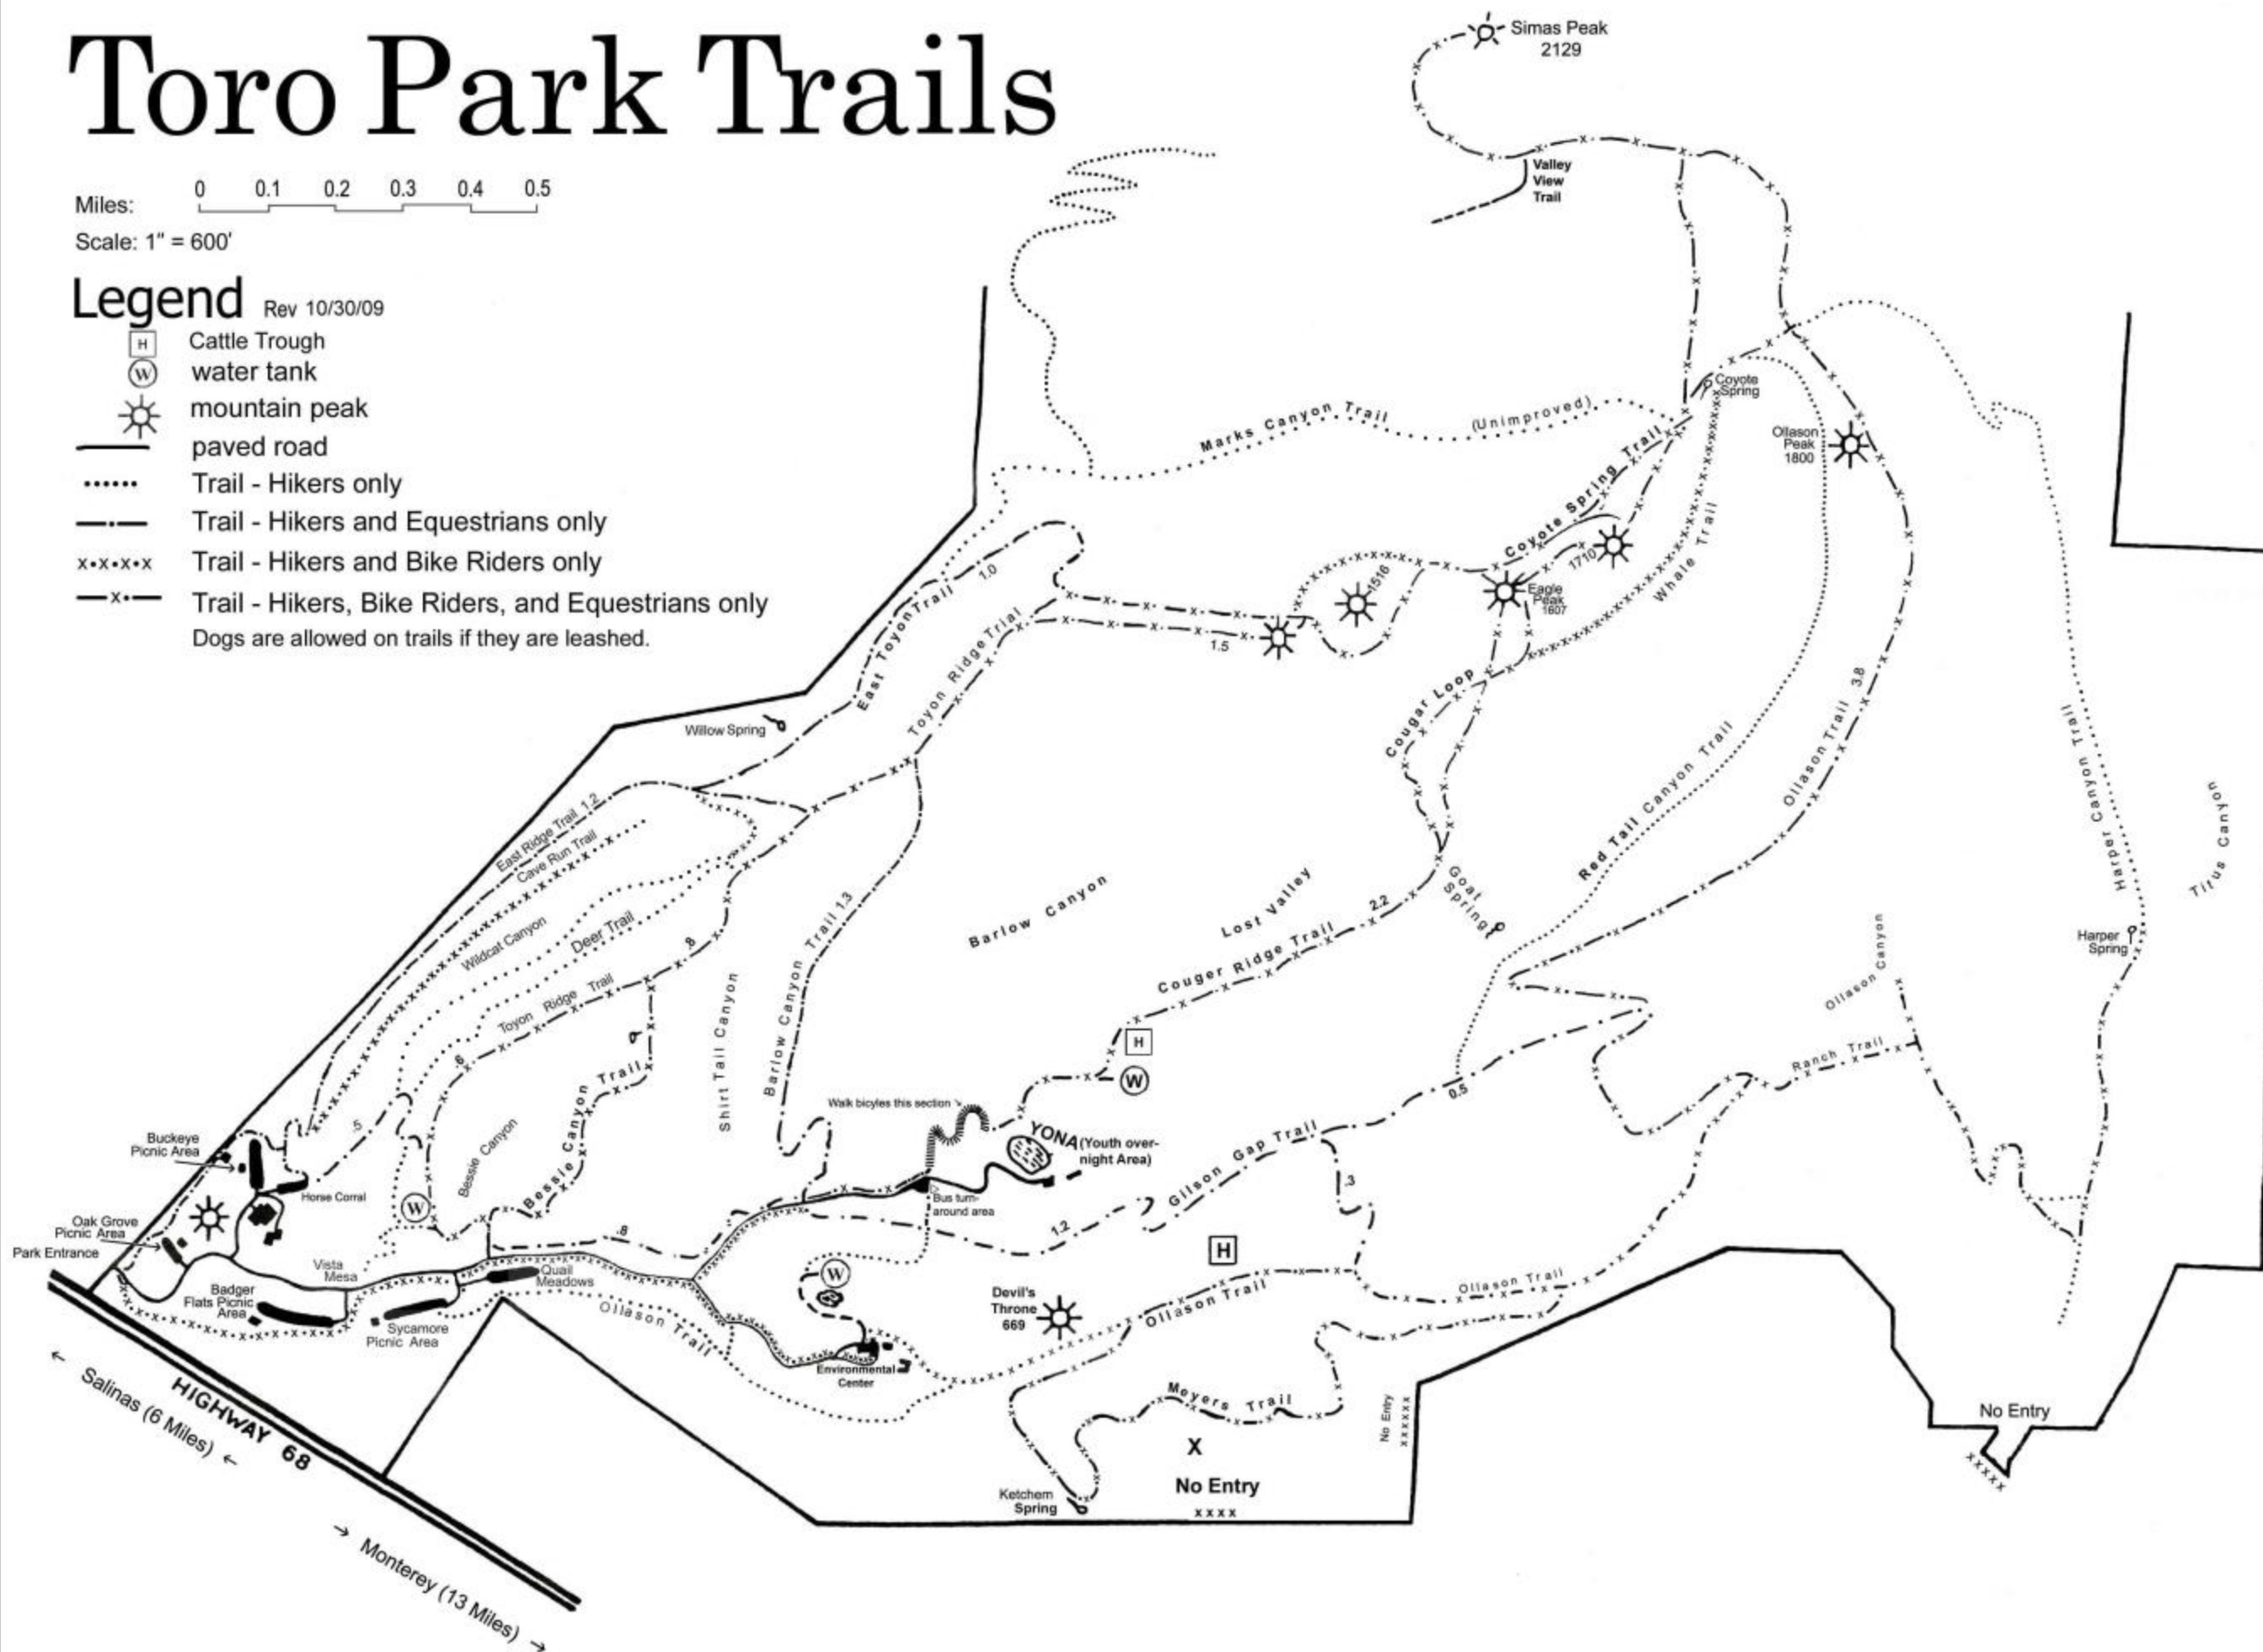 Toro Park Trails
Miles:
0 0.1 0.2 0.3 0.4 0.5
Scale: 1" = 600'
Legend Rev 10/30/09
H Cattle Trough
W water tank
mountain peak
paved road
Trail - Hikers only
Trail - Hikers and Equestrians only
x•x•x•x Trail - Hikers and Bike Riders only
x• Trail - Hikers, Bike Riders, and Equestrians only
Dogs are allowed on trails if they are leashed.
Simas Peak
2129
Valley
View
Trail
Coyote
Spring
Marks Canyon Trail
(Unimproved)
Ollason
Peak
1800
Coyote Spring Trail
1710
1516
Eagle
Peak
1607
Whale Trail
1.0
East Toyon Trail
Toyon Ridge Trial
1.5
Cougar Loop
3.8
Ollason Trail
Red Tail Canyon Trail
Harper Canyon Trail
Titus Canyon
Willow Spring
East Ridge Trail 1.2
Cave Run Trail
Wildcat Canyon
Deer Trail
Toyon Ridge Trail
.8
.6
.5
Barlow Canyon Trail 1.3
Barlow Canyon
Lost Valley
Couger Ridge Trail
2.2
Goat
Spring
Harper
Spring
Ollason Canyon
Ranch Trail
Shirt Tail Canyon
Bessie Canyon Trail
Bessie Canyon
H
W
Walk bicyles this section
YONA (Youth over-
night Area)
0.5
Gilson Gap Trail
.3
1.2
Bus turn-
around area
Buckeye
Picnic Area
Horse Corral
W
Oak Grove
Picnic Area
Park Entrance
Vista
Mesa
.8
Quail
Meadows
Badger
Flats Picnic
Area
Sycamore
Picnic Area
Ollason Trail
W
Environmental
Center
Devil's
Throne
669
H
Ollason Trail
Ollason Trail
Meyers Trail
X
No Entry
xxxx
No Entry
xxxxxx
No Entry
xxxxx
Ketchem
Spring
HIGHWAY 68
← Salinas (6 Miles) ←
→ Monterey (13 Miles) →